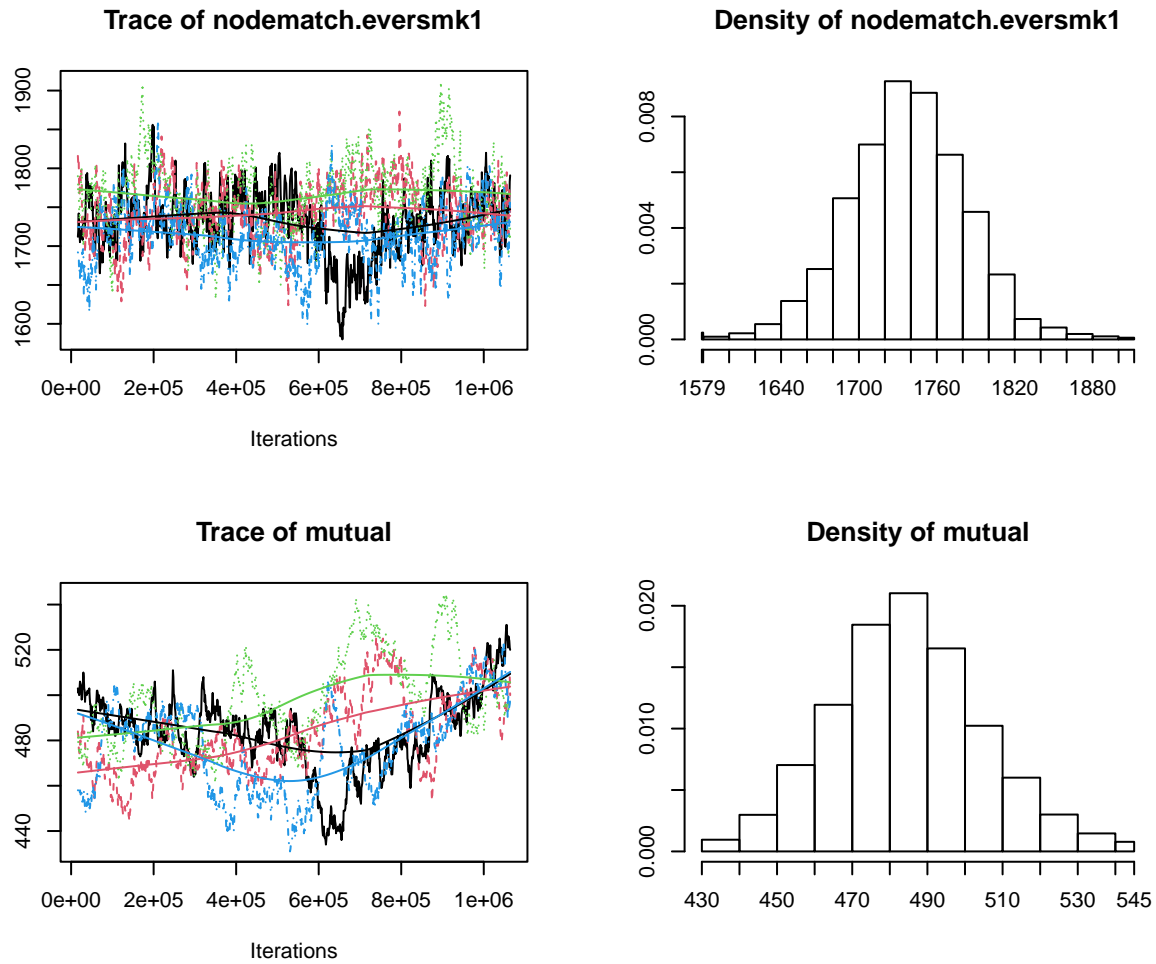 Trace of nodematch.eversmk1
1600 1700 1800 1900
0e+00 2e+05 4e+05 6e+05 8e+05 1e+06
Iterations
Density of nodematch.eversmk1
0.000 0.004 0.008
1579 1640 1700 1760 1820 1880
Trace of mutual
440 480 520
0e+00 2e+05 4e+05 6e+05 8e+05 1e+06
Iterations
Density of mutual
0.000 0.010 0.020
430 450 470 490 510 530 545